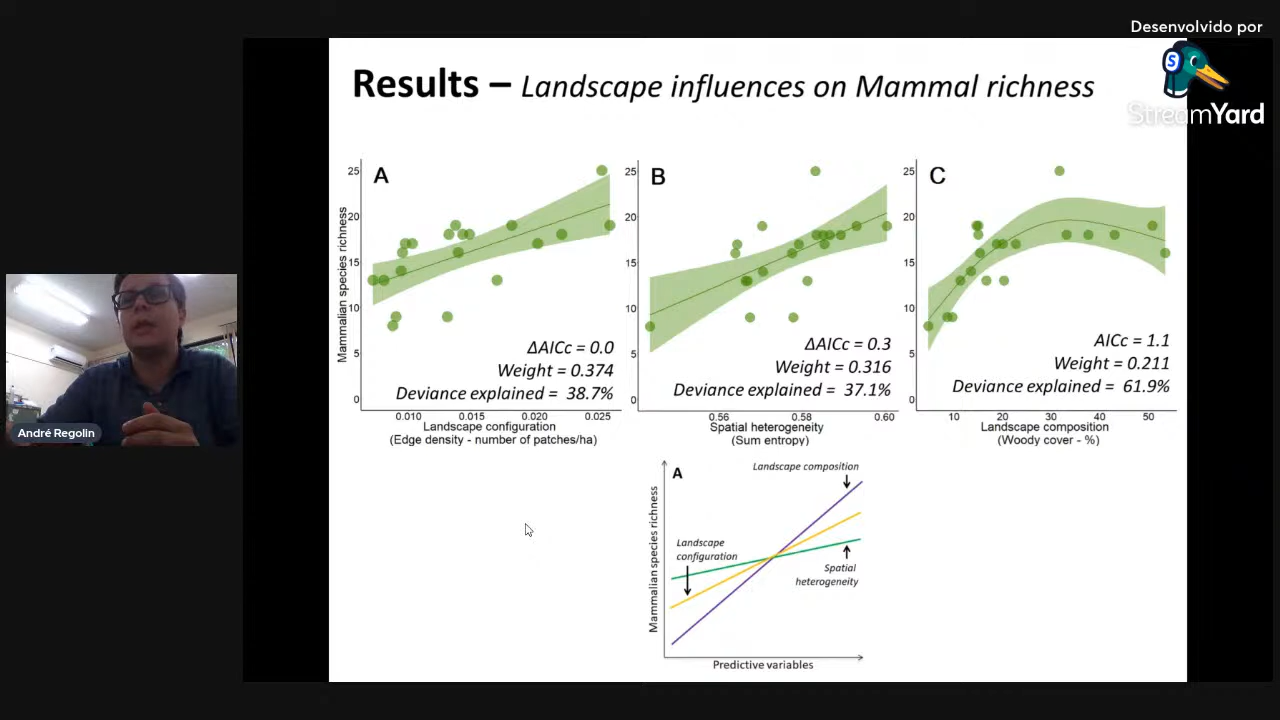 Desenvolvido por
StreamYard
Results – Landscape influences on Mammal richness
A
25
20
15
10
5
0
Mammalian species richness
ΔAICc = 0.0
Weight = 0.374
Deviance explained = 38.7%
0.010 0.015 0.020 0.025
Landscape configuration
(Edge density - number of patches/ha)
B
25
20
15
10
5
0
ΔAICc = 0.3
Weight = 0.316
Deviance explained = 37.1%
0.56 0.58 0.60
Spatial heterogeneity
(Sum entropy)
C
25
20
15
10
5
0
AICc = 1.1
Weight = 0.211
Deviance explained = 61.9%
10 20 30 40 50
Landscape composition
(Woody cover - %)
André Regolin
A
Landscape composition
Landscape
configuration
Spatial
heterogeneity
Mammalian species richness
Predictive variables